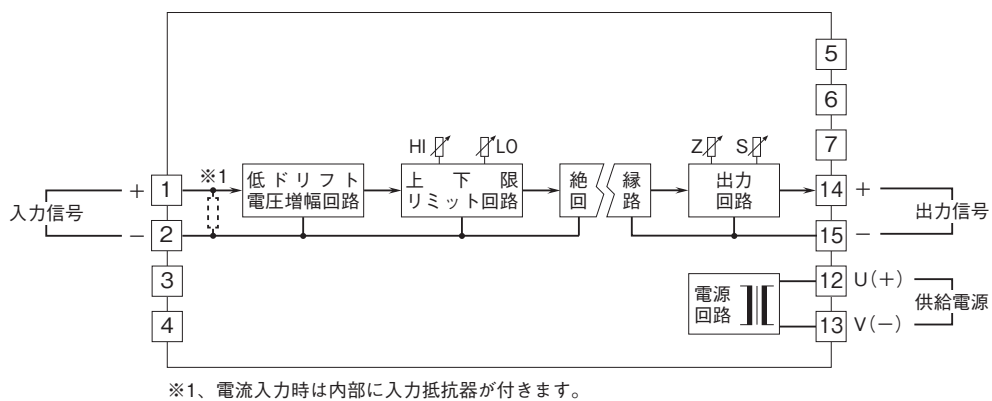 5
6
7
HI
LO
Z
S
※1
1
+
入力信号
−
2
3
4
低ドリフト
電圧増幅回路
上下限
リミット回路
絶縁
回路
出力
回路
14
+
出力信号
15
−
電源
回路
12
U(+)
供給電源
13
V(−)
※1、電流入力時は内部に入力抵抗器が付きます。